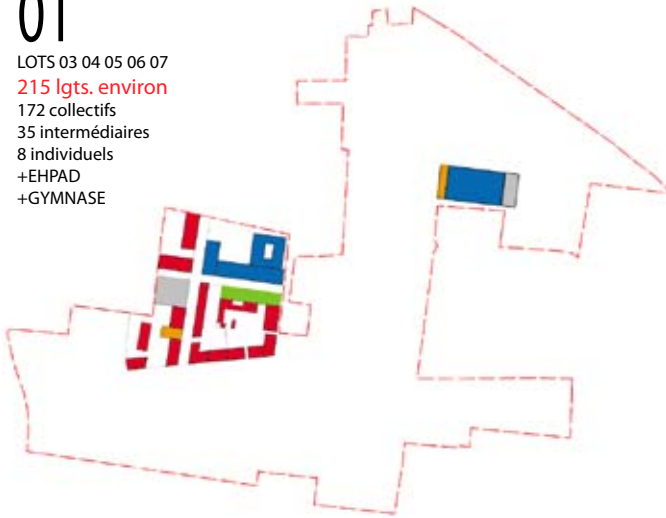 01
LOTS 03 04 05 06 07
215 lgts. environ
172 collectifs
35 intermédiaires
8 individuels
+EHPAD
+GYMNASE